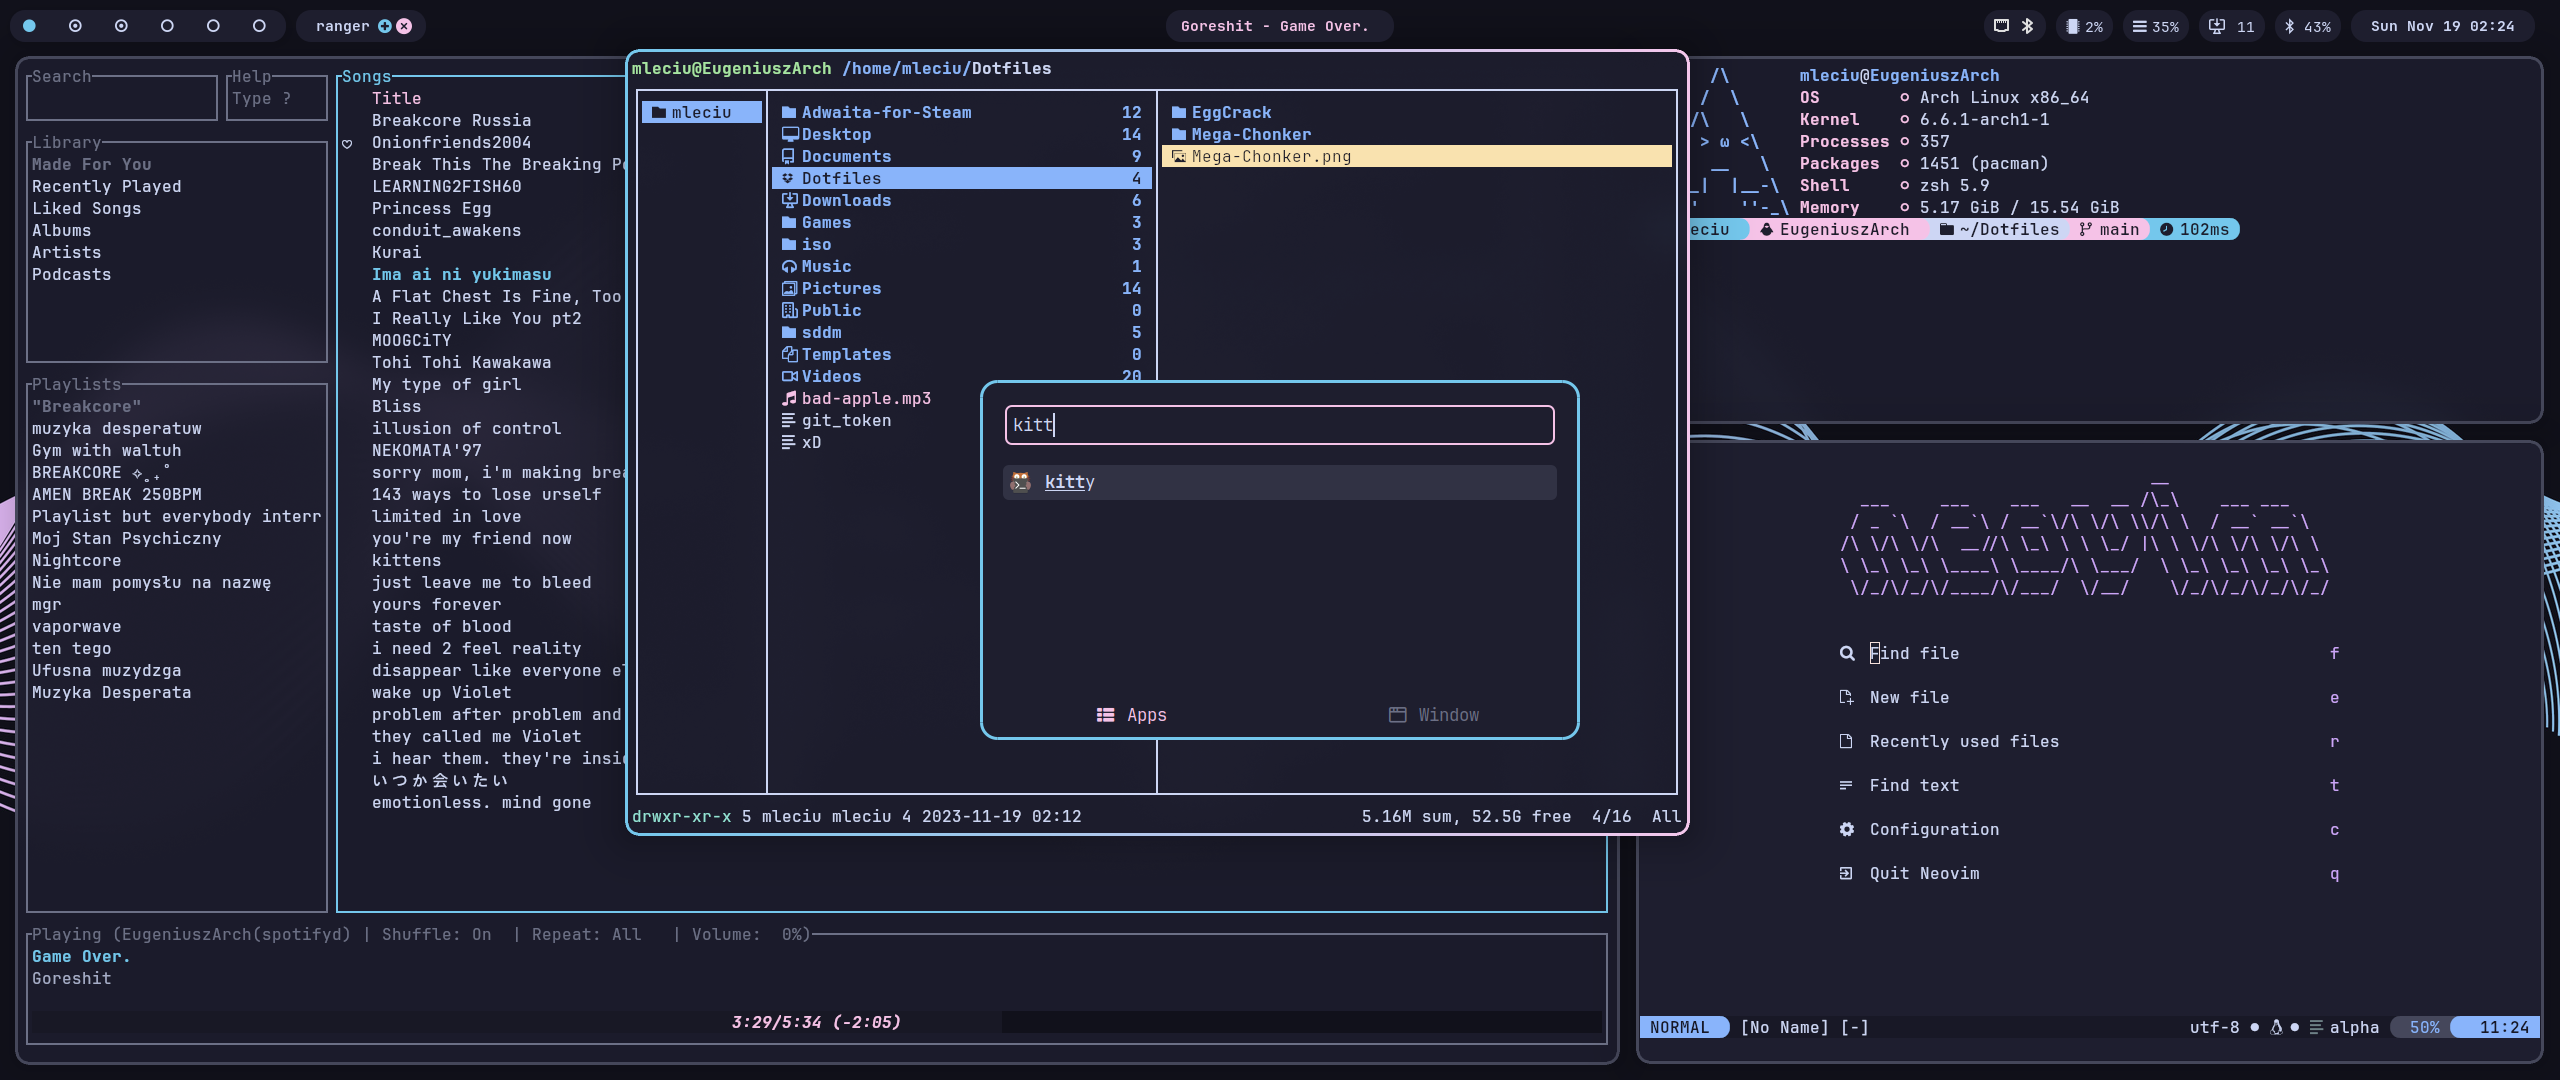 ranger
Goreshit - Game Over.
2%
35%
11
43%
Sun Nov 19 02:24
Search
Help
Type ?
Library
Made For You
Recently Played
Liked Songs
Albums
Artists
Podcasts
Playlists
"Breakcore"
muzyka desperatuw
Gym with waltuh
BREAKCORE ✧˳₊˚
AMEN BREAK 250BPM
Playlist but everybody interr
Moj Stan Psychiczny
Nightcore
Nie mam pomysłu na nazwę
mgr
vaporwave
ten tego
Ufusna muzydzga
Muzyka Desperata
Songs
Title
Breakcore Russia
♡ Onionfriends2004
Break This The Breaking P
LEARNING2FISH60
Princess Egg
conduit_awakens
Kurai
Ima ai ni yukimasu
A Flat Chest Is Fine, Too
I Really Like You pt2
MOOGCiTY
Tohi Tohi Kawakawa
My type of girl
Bliss
illusion of control
NEKOMATA'97
sorry mom, i'm making brea
143 ways to lose urself
limited in love
you're my friend now
kittens
just leave me to bleed
yours forever
taste of blood
i need 2 feel reality
disappear like everyone e
wake up Violet
problem after problem and
they called me Violet
i hear them. they're insi
いつか会いたい
emotionless. mind gone
Playing (EugeniuszArch(spotifyd) | Shuffle: On  | Repeat: All   | Volume:  0%)
Game Over.
Goreshit
3:29/5:34 (-2:05)
mleciu@EugeniuszArch /home/mleciu/Dotfiles
mleciu
Adwaita-for-Steam 12
Desktop 14
Documents 9
Dotfiles 4
Downloads 6
Games 3
iso 3
Music 1
Pictures 14
Public 0
sddm 5
Templates 0
Videos 20
bad-apple.mp3
git_token
xD
EggCrack
Mega-Chonker
Mega-Chonker.png
drwxr-xr-x 5 mleciu mleciu 4 2023-11-19 02:12
5.16M sum, 52.5G free  4/16  All
kitt
kitty
Apps
Window
mleciu@EugeniuszArch
OS Arch Linux x86_64
Kernel 6.6.1-arch1-1
Processes 357
Packages 1451 (pacman)
Shell zsh 5.9
Memory 5.17 GiB / 15.54 GiB
eciu EugeniuszArch ~/Dotfiles main 102ms
Find file f
New file e
Recently used files r
Find text t
Configuration c
Quit Neovim q
NORMAL [No Name] [-]
utf-8 alpha 50% 11:24